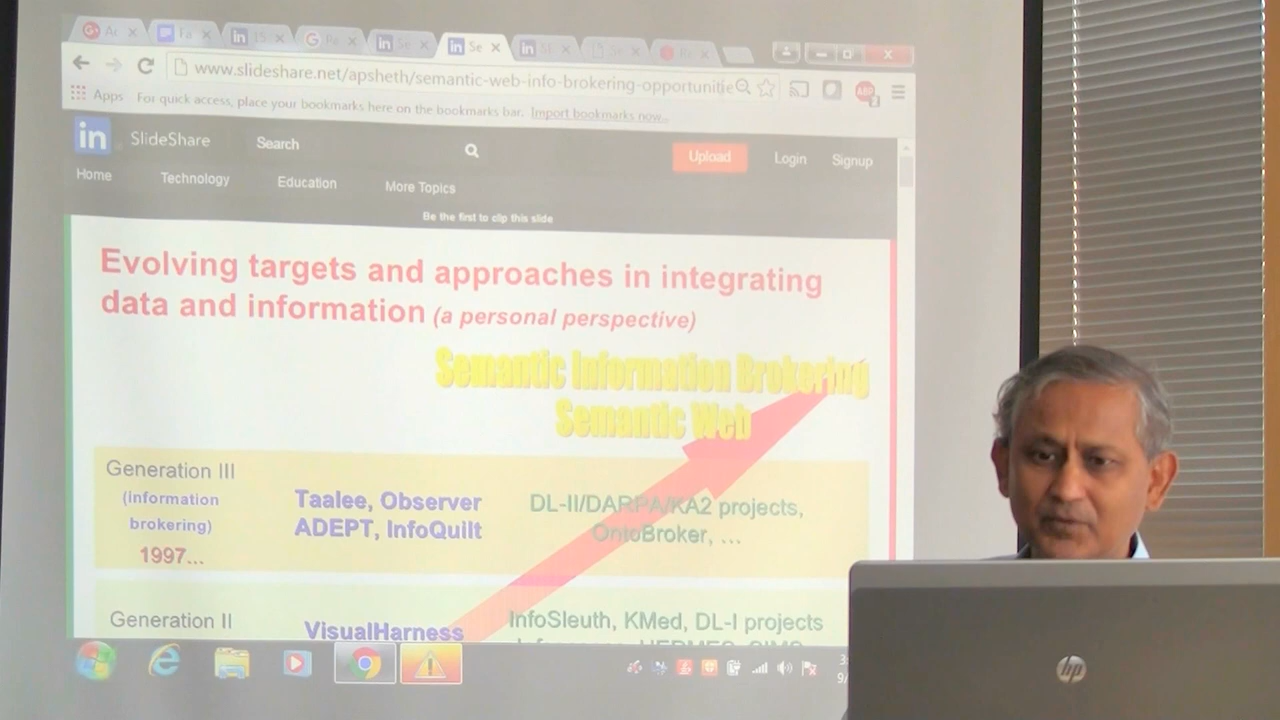 www.slideshare.net/apsheth/semantic-web-info-brokering-opportunitie
Apps For quick access, place your bookmarks here on the bookmarks bar. Import bookmarks now...
in SlideShare Search Upload Login Signup
Home Technology Education More Topics
Be the first to clip this slide
Evolving targets and approaches in integrating
data and information (a personal perspective)
Semantic Information Brokering
Semantic Web
Generation III
(information
brokering)
1997...
Taalee, Observer
ADEPT, InfoQuilt
DL-II/DARPA/KA2 projects,
OntoBroker, ...
Generation II
VisualHarness
InfoSleuth, KMed, DL-I projects
hp